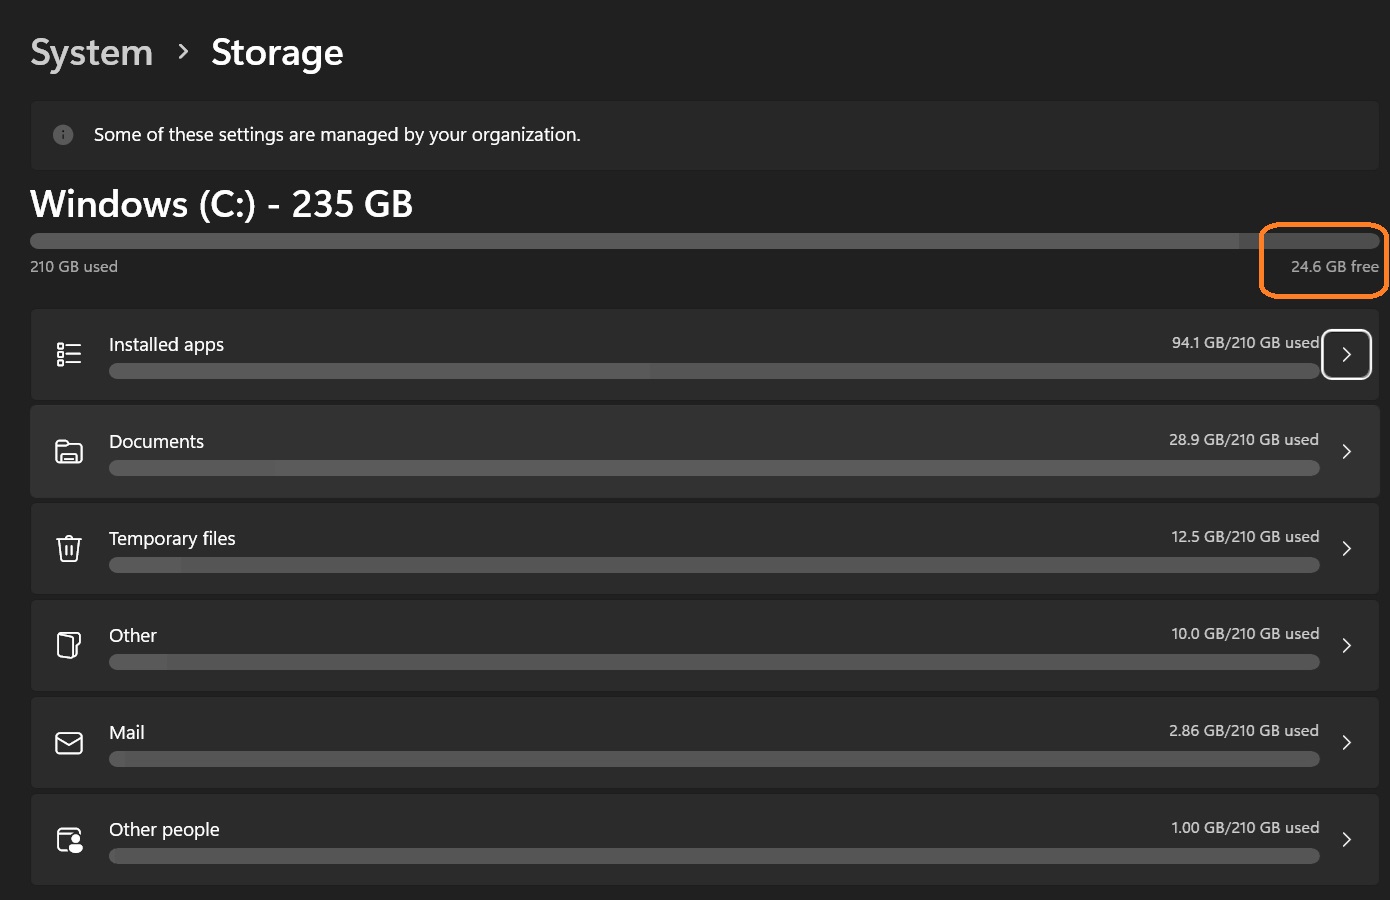 System > Storage
Some of these settings are managed by your organization.
Windows (C:) - 235 GB
210 GB used 24.6 GB free
Installed apps 94.1 GB/210 GB used
Documents 28.9 GB/210 GB used
Temporary files 12.5 GB/210 GB used
Other 10.0 GB/210 GB used
Mail 2.86 GB/210 GB used
Other people 1.00 GB/210 GB used